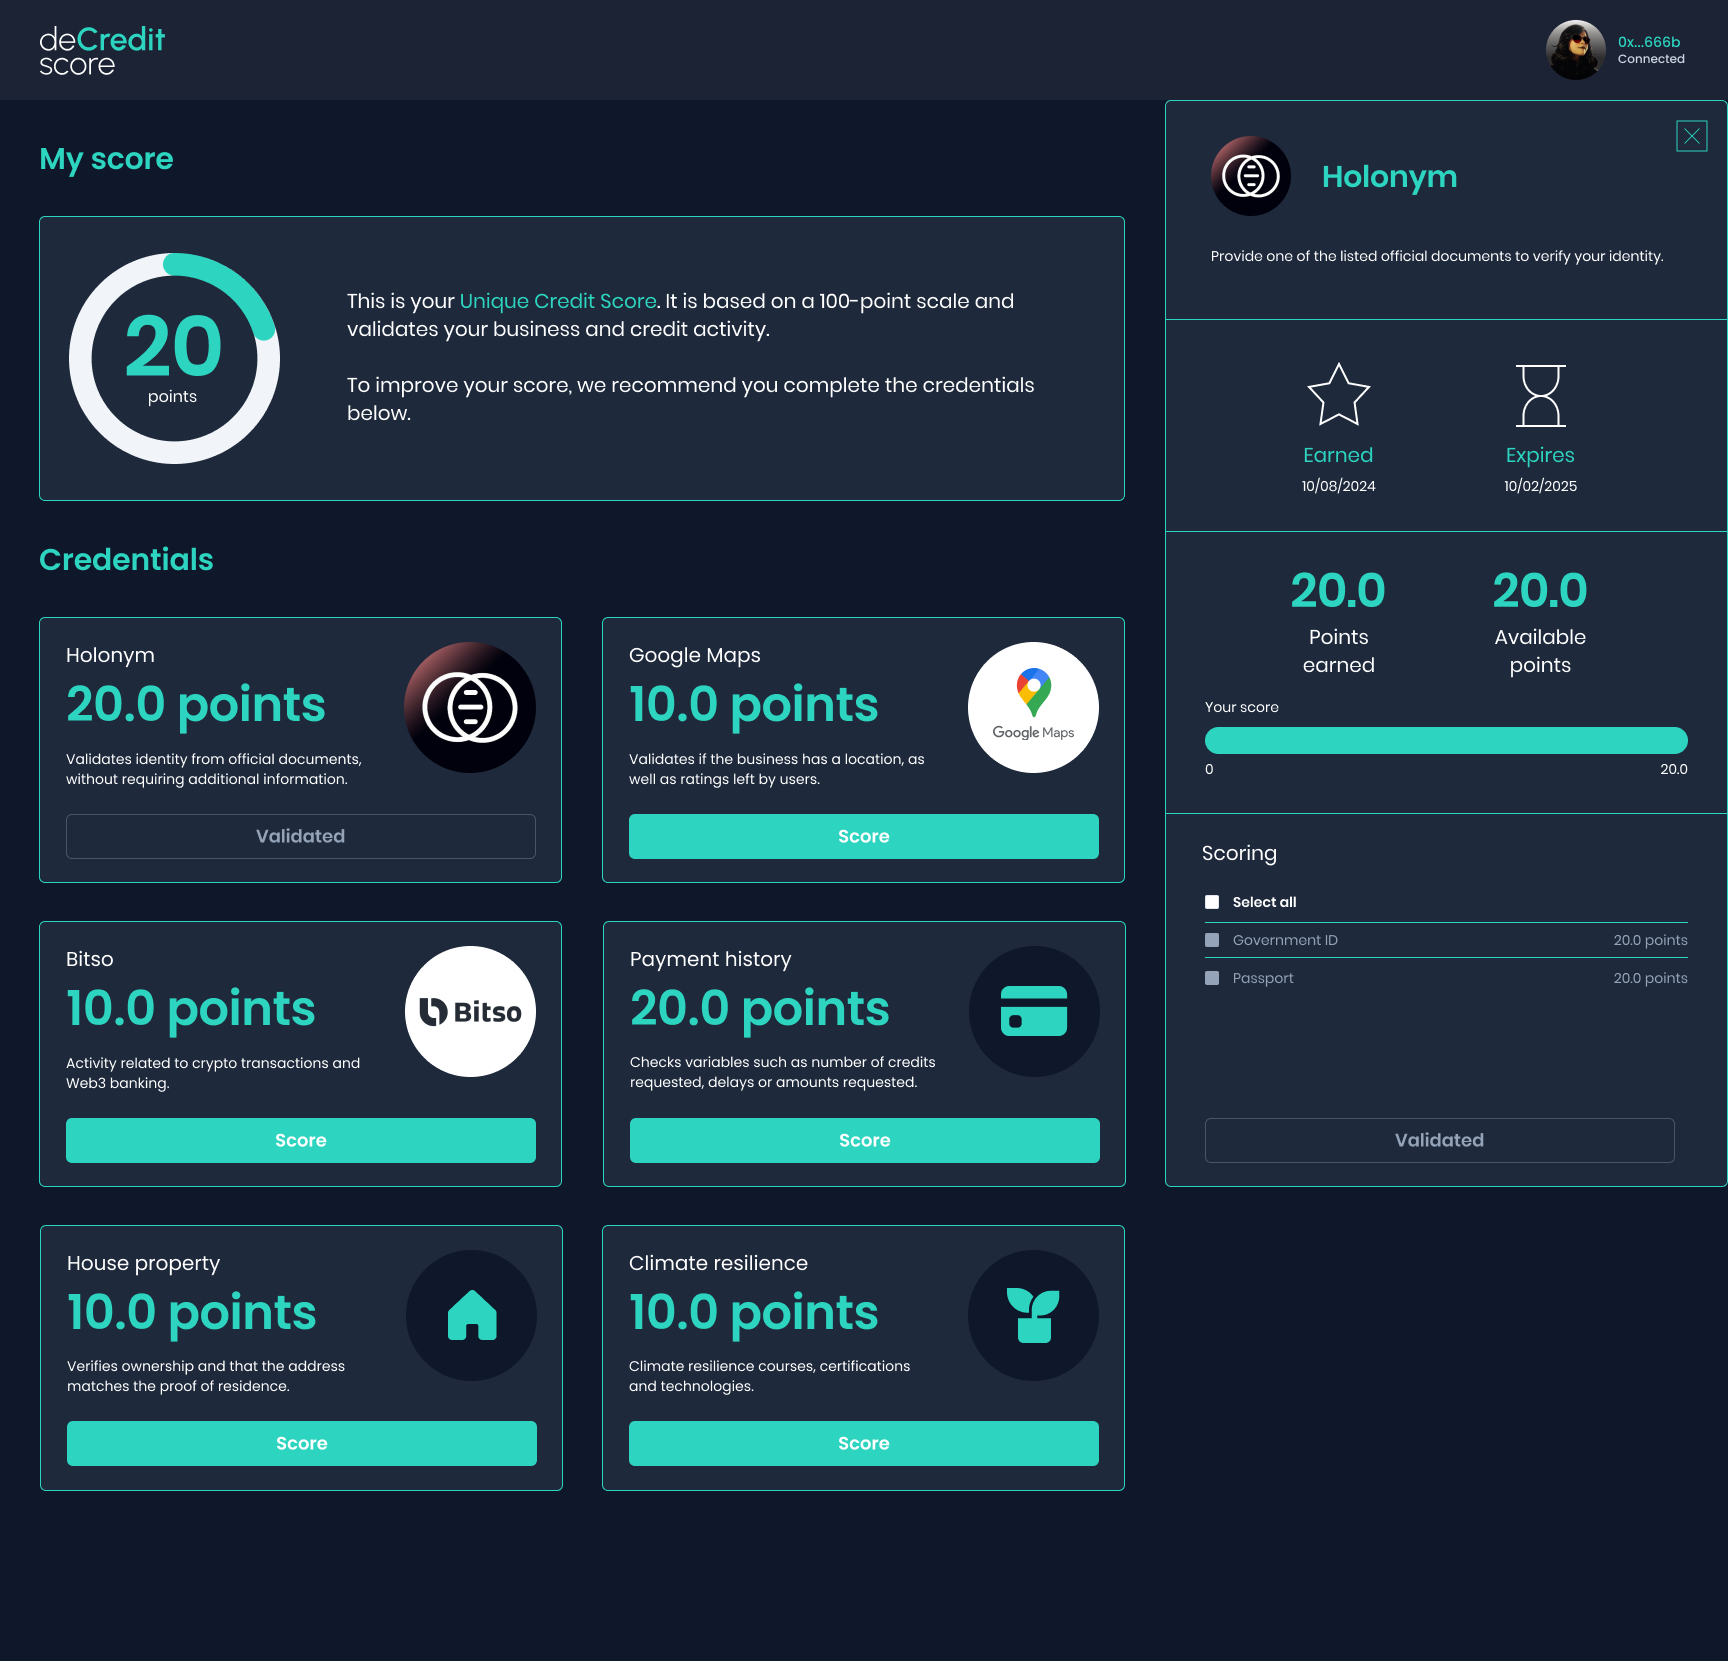 deCredit
score
0x...666b
Connected
My score
20
points
This is your Unique Credit Score. It is based on a 100-point scale and
validates your business and credit activity.
To improve your score, we recommend you complete the credentials
below.
Credentials
Holonym
20.0 points
Validates identity from official documents,
without requiring additional information.
Validated
Google Maps
10.0 points
Validates if the business has a location, as
well as ratings left by users.
Google Maps
Score
Bitso
10.0 points
Activity related to crypto transactions and
Web3 banking.
Bitso
Score
Payment history
20.0 points
Checks variables such as number of credits
requested, delays or amounts requested.
Score
House property
10.0 points
Verifies ownership and that the address
matches the proof of residence.
Score
Climate resilience
10.0 points
Climate resilience courses, certifications
and technologies.
Score
Holonym
Provide one of the listed official documents to verify your identity.
Earned
10/08/2024
Expires
10/02/2025
20.0
Points
earned
20.0
Available
points
Your score
0
20.0
Scoring
Select all
Government ID 20.0 points
Passport 20.0 points
Validated